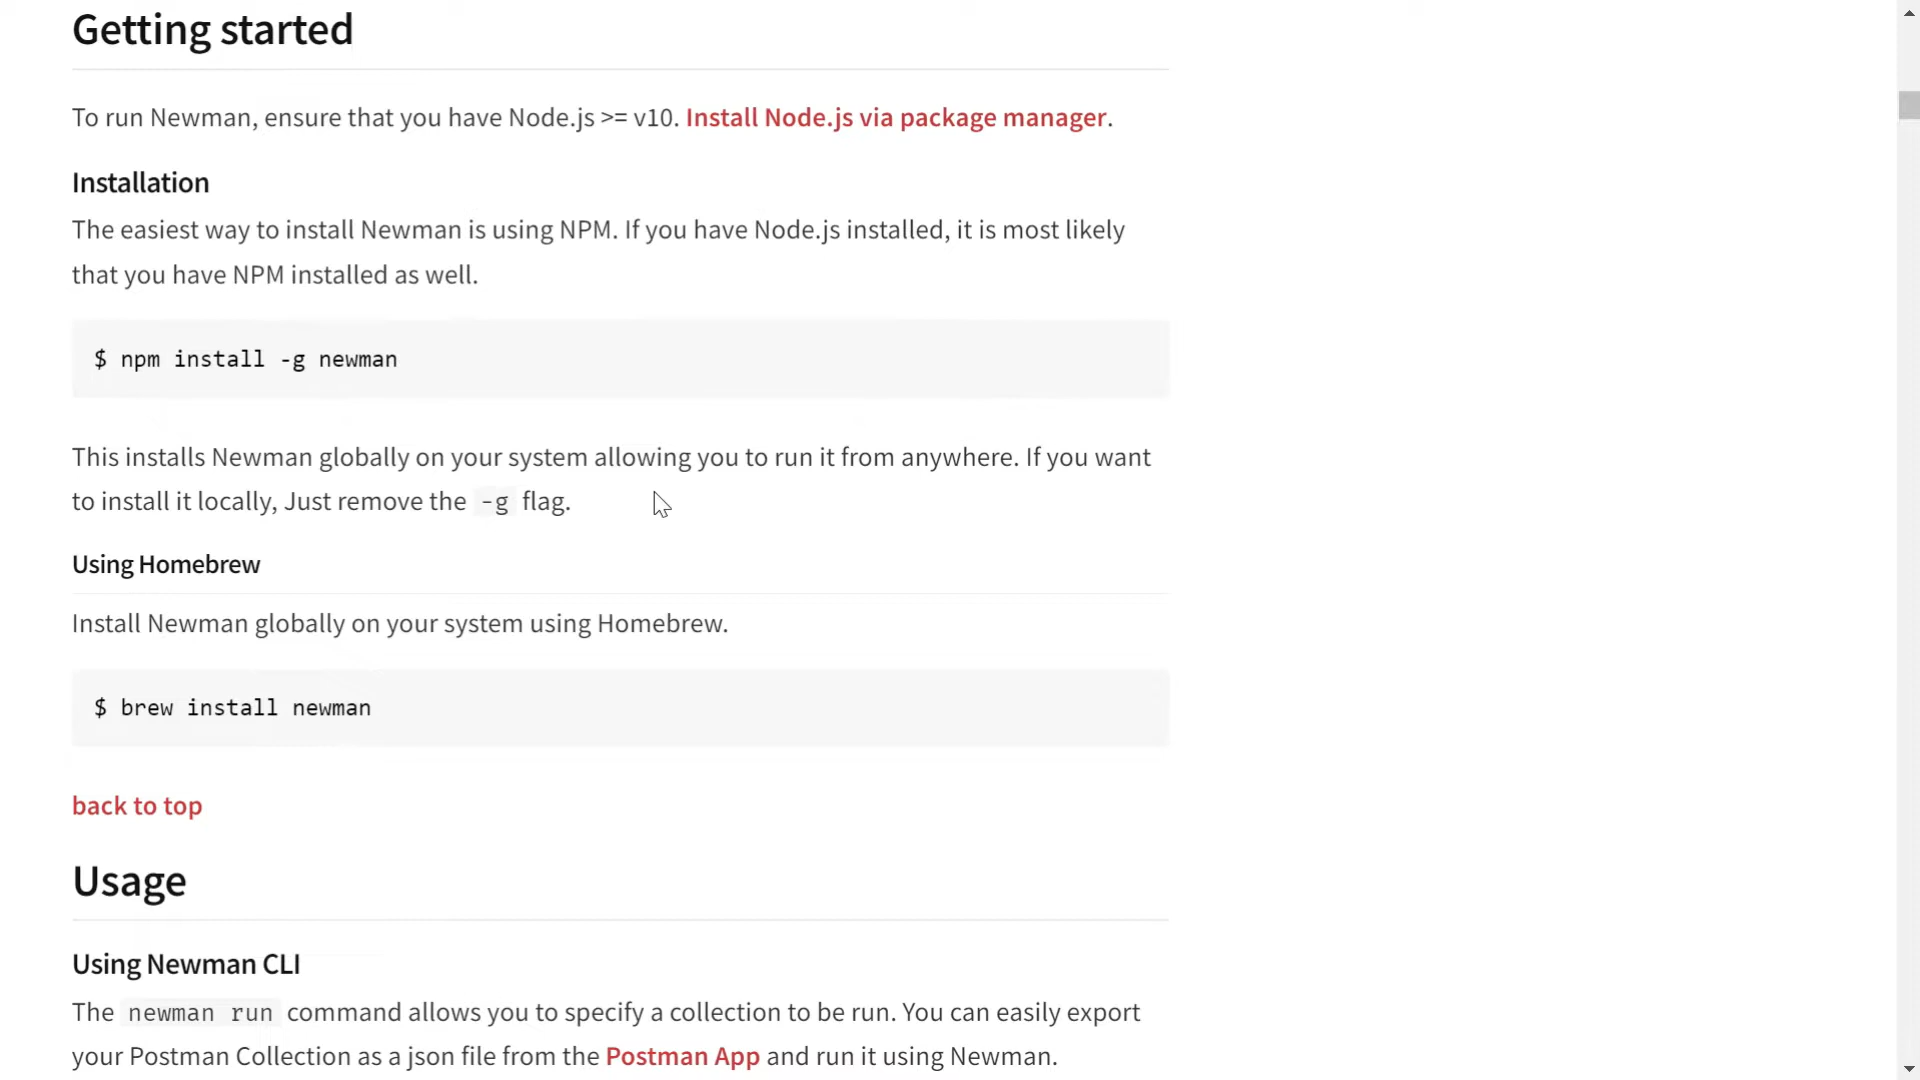 Getting started
To run Newman, ensure that you have Node.js >= v10. Install Node.js via package manager.
Installation
The easiest way to install Newman is using NPM. If you have Node.js installed, it is most likely
that you have NPM installed as well.
$ npm install -g newman
This installs Newman globally on your system allowing you to run it from anywhere. If you want
to install it locally, Just remove the -g flag.
Using Homebrew
Install Newman globally on your system using Homebrew.
$ brew install newman
back to top
Usage
Using Newman CLI
The newman run command allows you to specify a collection to be run. You can easily export
your Postman Collection as a json file from the Postman App and run it using Newman.